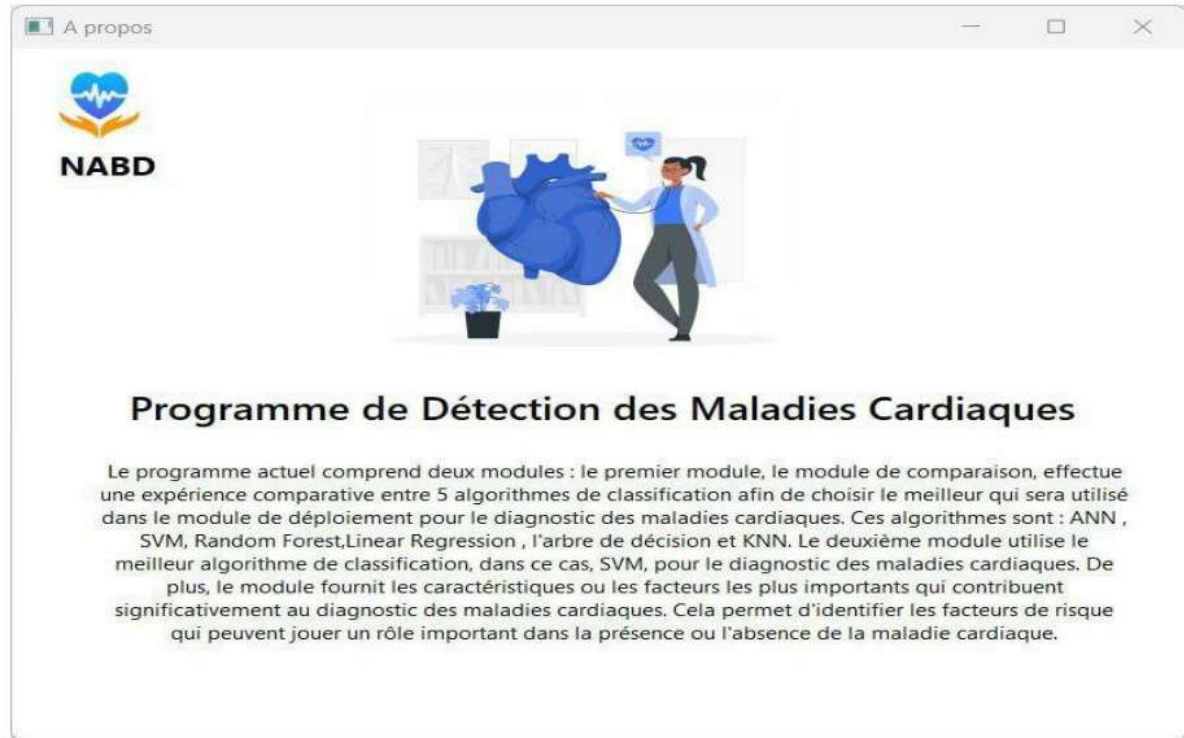 A propos
NABD
Programme de Détection des Maladies Cardiaques
Le programme actuel comprend deux modules : le premier module, le module de comparaison, effectue
une expérience comparative entre 5 algorithmes de classification afin de choisir le meilleur qui sera utilisé
dans le module de déploiement pour le diagnostic des maladies cardiaques. Ces algorithmes sont : ANN ,
SVM, Random Forest,Linear Regression , l'arbre de décision et KNN. Le deuxième module utilise le
meilleur algorithme de classification, dans ce cas, SVM, pour le diagnostic des maladies cardiaques. De
plus, le module fournit les caractéristiques ou les facteurs les plus importants qui contribuent
significativement au diagnostic des maladies cardiaques. Cela permet d'identifier les facteurs de risque
qui peuvent jouer un rôle important dans la présence ou l'absence de la maladie cardiaque.